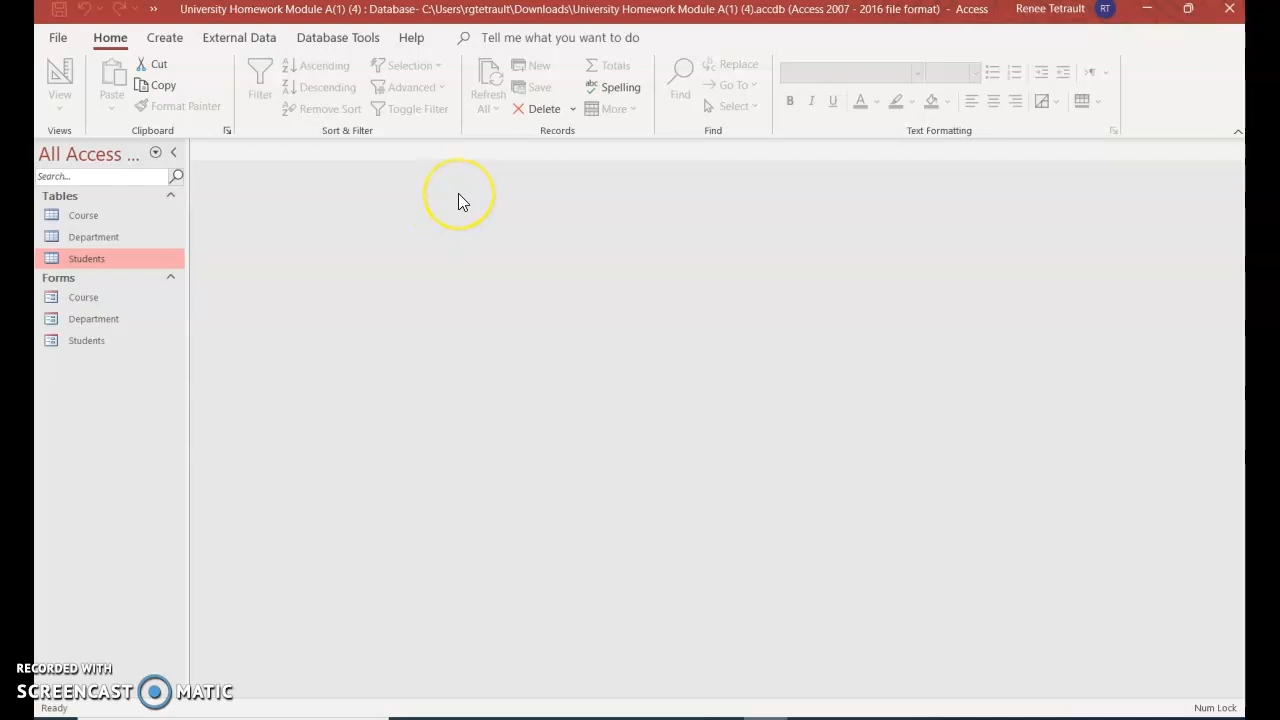 University Homework Module A(1) (4) : Database- C:\Users\rgtetrault\Downloads\University Homework Module A(1) (4).accdb (Access 2007 - 2016 file format) - Access
Renee Tetrault RT
File Home Create External Data Database Tools Help Tell me what you want to do
View
Views
Paste
Cut
Copy
Format Painter
Clipboard
Filter
Ascending
Descending
Remove Sort
Selection
Advanced
Toggle Filter
Sort & Filter
Refresh
All
New
Save
Delete
Totals
Spelling
More
Records
Find
Replace
Go To
Select
Find
B I U A
Text Formatting
All Access ...
Search...
Tables
Course
Department
Students
Forms
Course
Department
Students
RECORDED WITH
SCREENCAST MATIC
Ready
Num Lock